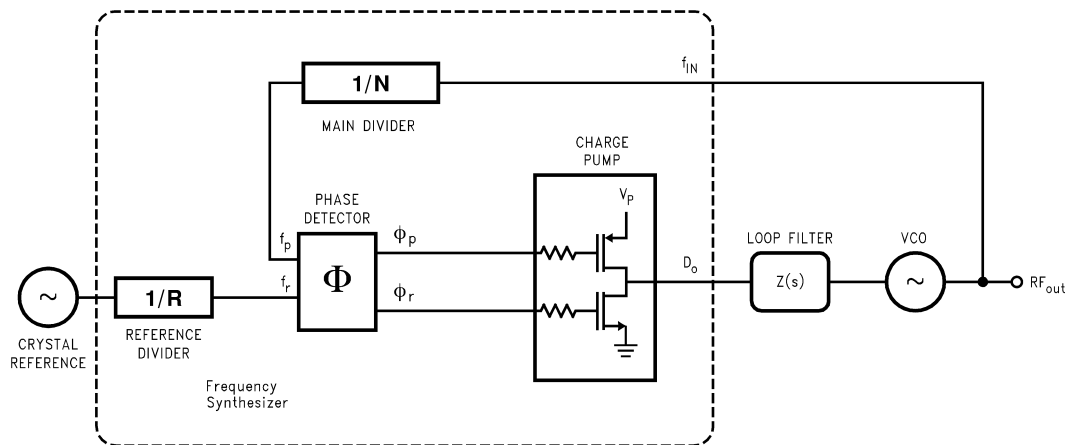 f_IN
1/N
MAIN DIVIDER
CHARGE
PUMP
V_P
PHASE
DETECTOR
f_p
ϕ_p
Φ
f_r
ϕ_r
D_o
LOOP FILTER
Z(s)
VCO
~
RF_out
~
1/R
CRYSTAL
REFERENCE
REFERENCE
DIVIDER
Frequency
Synthesizer